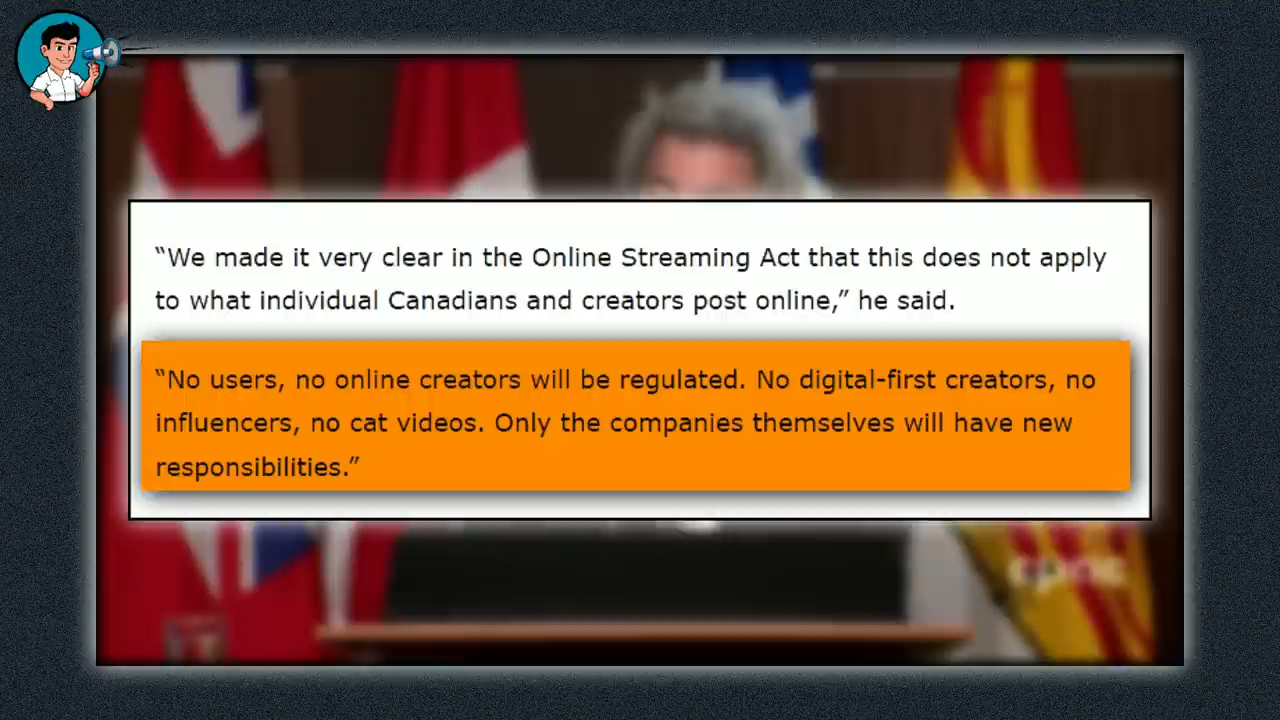 “We made it very clear in the Online Streaming Act that this does not apply
to what individual Canadians and creators post online,” he said.
“No users, no online creators will be regulated. No digital-first creators, no
influencers, no cat videos. Only the companies themselves will have new
responsibilities.”